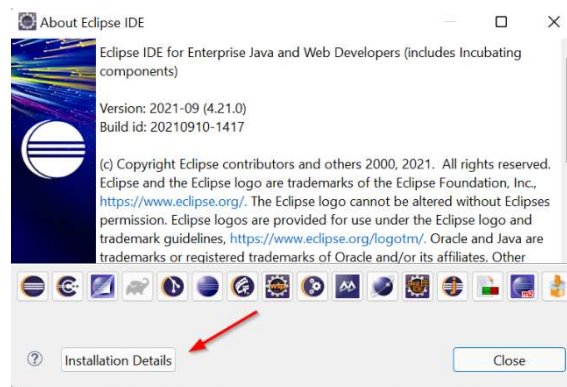 About Eclipse IDE
Eclipse IDE for Enterprise Java and Web Developers (includes Incubating
components)
Version: 2021-09 (4.21.0)
Build id: 20210910-1417
(c) Copyright Eclipse contributors and others 2000, 2021. All rights reserved.
Eclipse and the Eclipse logo are trademarks of the Eclipse Foundation, Inc.,
https://www.eclipse.org/. The Eclipse logo cannot be altered without Eclipses
permission. Eclipse logos are provided for use under the Eclipse logo and
trademark guidelines, https://www.eclipse.org/logotm/. Oracle and Java are
trademarks or registered trademarks of Oracle and/or its affiliates. Other
wtp
m2
? Installation Details
Close